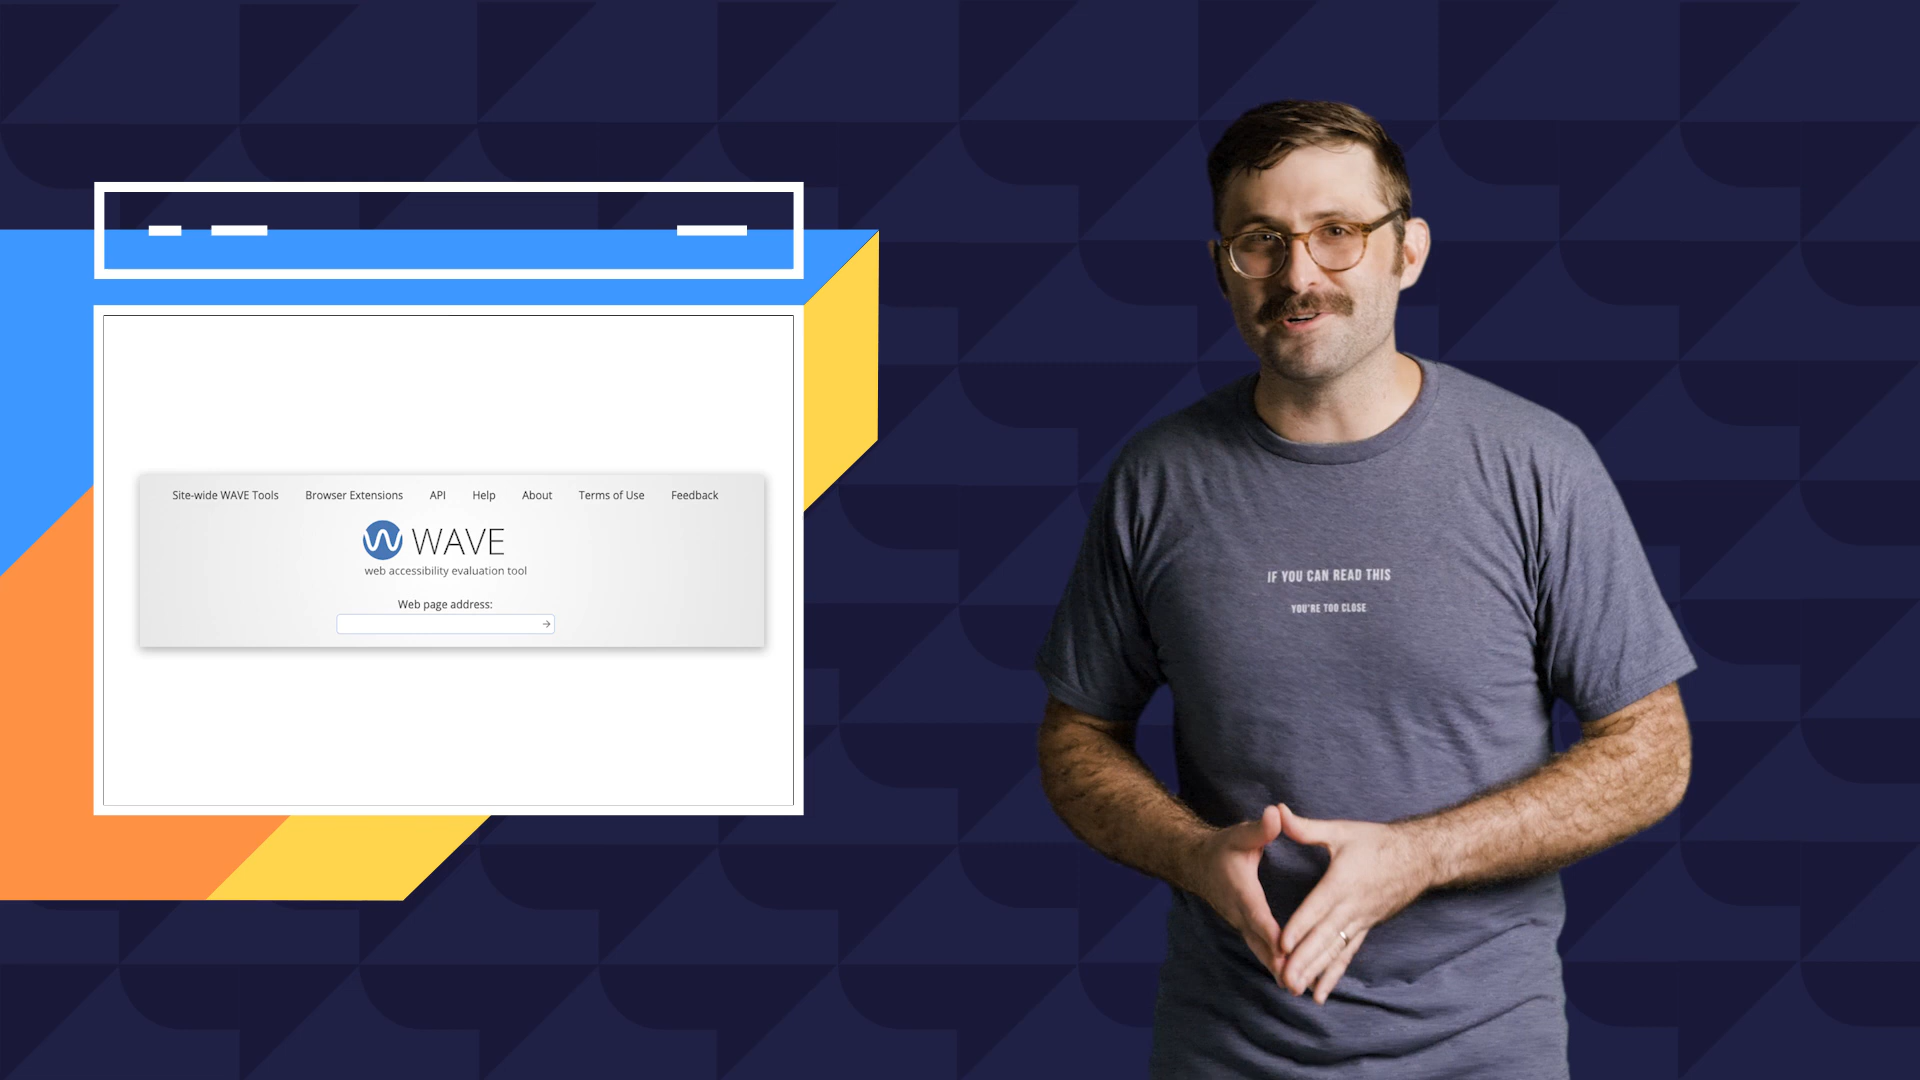 Site-wide WAVE Tools Browser Extensions API Help About Terms of Use Feedback
WAVE
web accessibility evaluation tool
Web page address:
IF YOU CAN READ THIS
YOU'RE TOO CLOSE